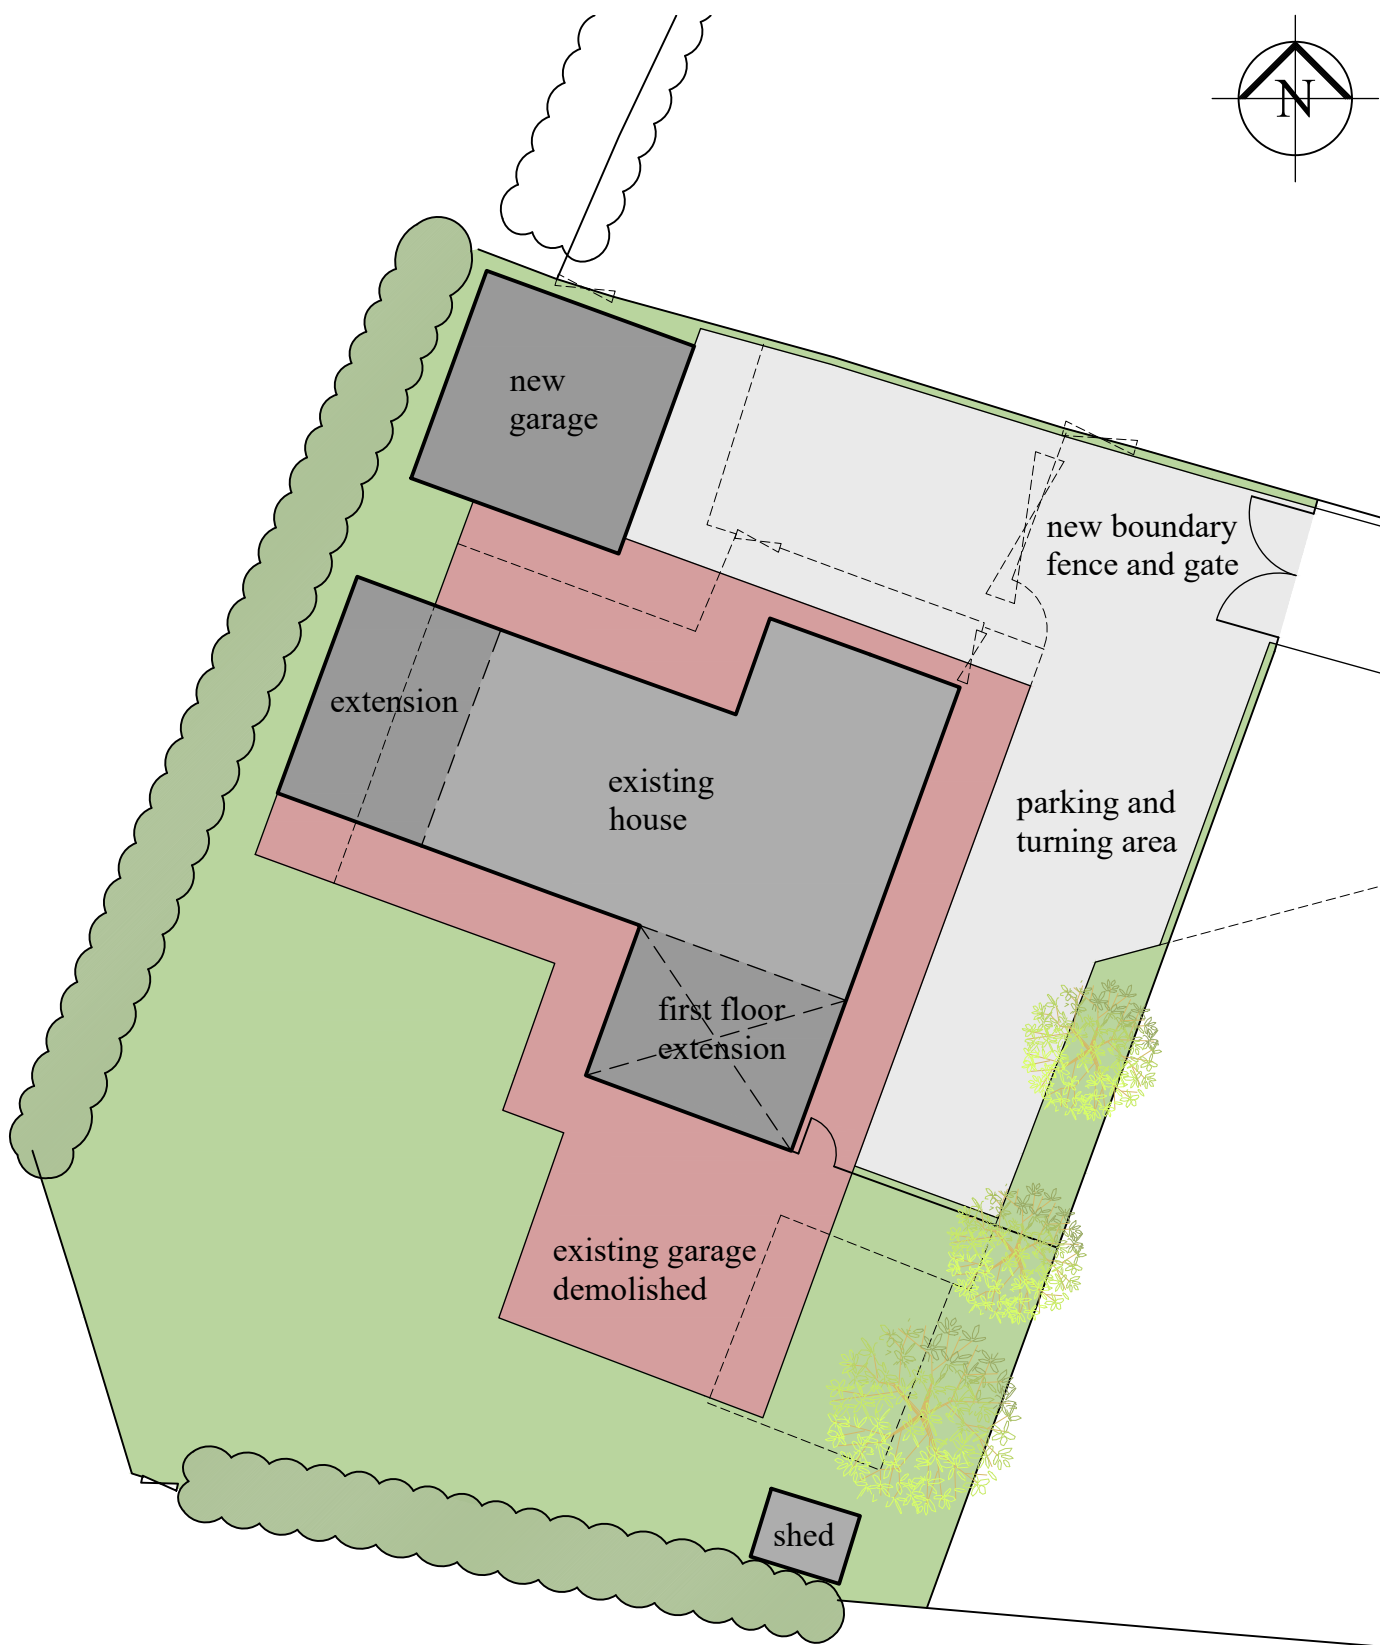 N
new
garage
new boundary
fence and gate
extension
existing
house
parking and
turning area
first floor
extension
existing garage
demolished
shed